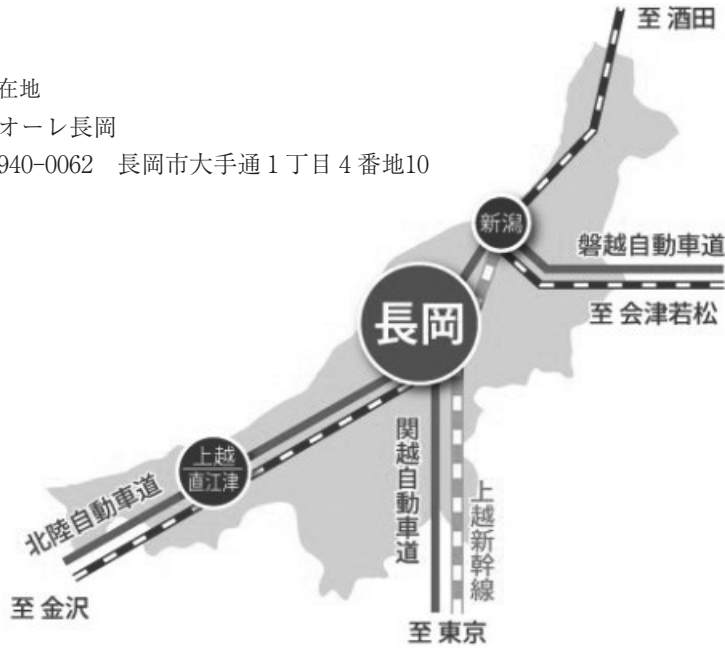 至 酒田
在地
オーレ長岡
940-0062 長岡市大手通1丁目4番地10
新潟
磐越自動車道
至 会津若松
長岡
上越
直江津
北陸自動車道
関越自動車道
上越新幹線
至 金沢
至 東京